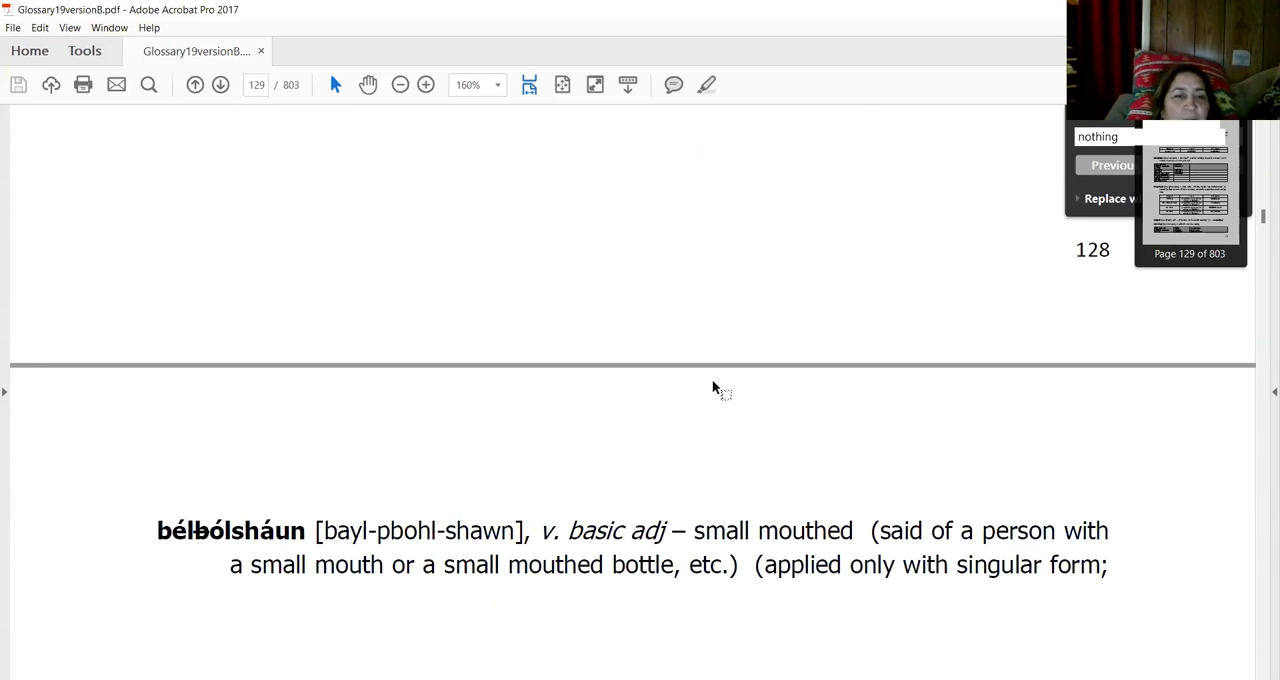 Glossary19versionB.pdf - Adobe Acrobat Pro 2017
File Edit View Window Help
Home Tools Glossary19versionB.... ×
129 / 803 160%
nothing
Previou
Replace w
Page 129 of 803
128
bélƀólsháun [bayl-pbohl-shawn], v. basic adj – small mouthed (said of a person with
a small mouth or a small mouthed bottle, etc.) (applied only with singular form;